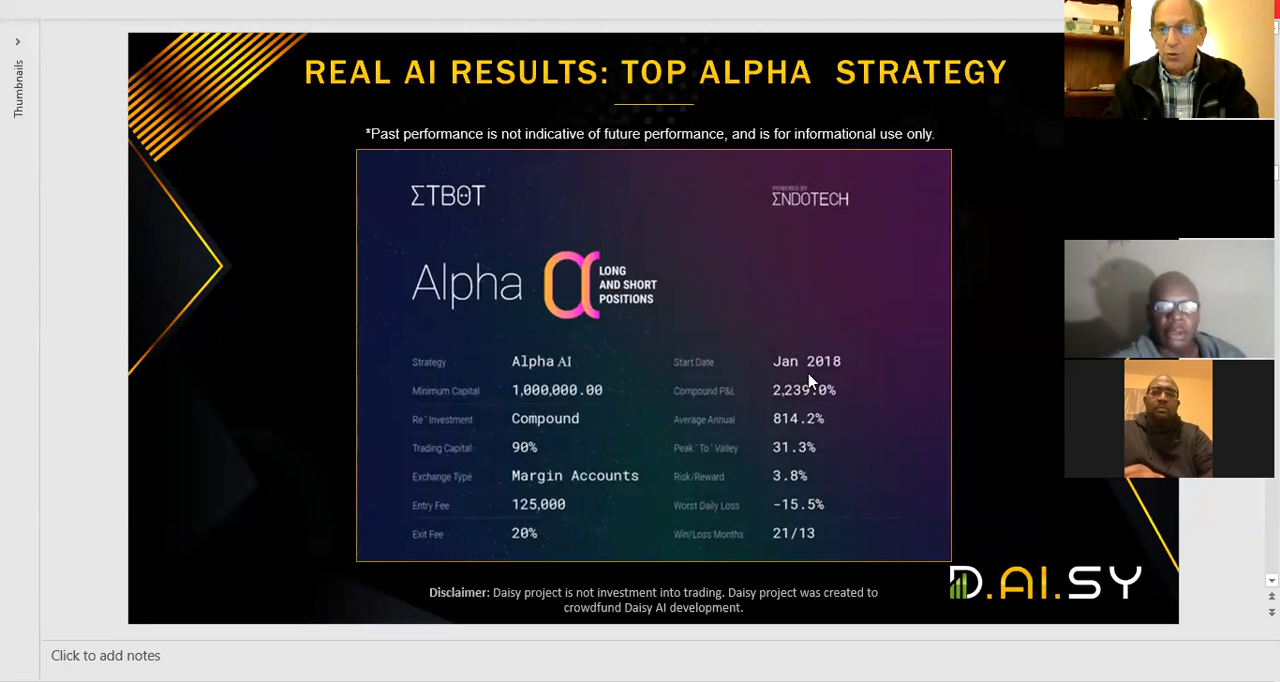 Thumbnails
REAL AI RESULTS: TOP ALPHA STRATEGY
*Past performance is not indicative of future performance, and is for informational use only.
ΣTBOT
POWERED BY
ΣNDOTECH
Alpha
LONG
AND SHORT
POSITIONS
Strategy Alpha AI Start Date Jan 2018
Minimum Capital 1,000,000.00 Compound P&L 2,239.0%
Re-Investment Compound Average Annual 814.2%
Trading Capital 90% Peak-To-Valley 31.3%
Exchange Type Margin Accounts Risk/Reward 3.8%
Entry Fee 125,000 Worst Daily Loss -15.5%
Exit Fee 20% Win/Loss Months 21/13
Disclaimer: Daisy project is not investment into trading. Daisy project was created to
crowdfund Daisy AI development.
D.AI.SY
Click to add notes